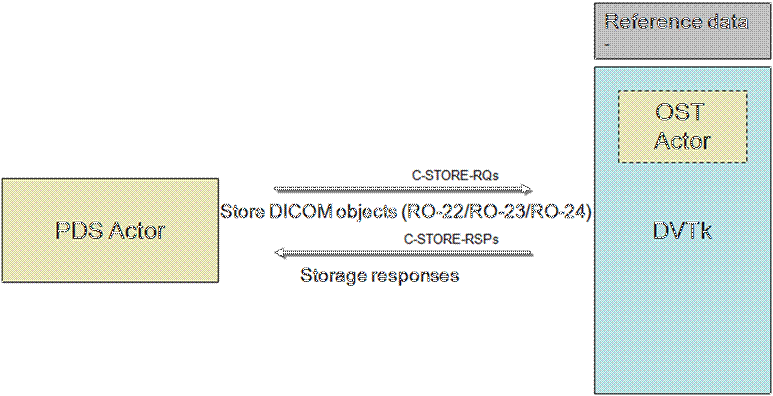 Reference data
-
OST
Actor
C-STORE-RQs
Store DICOM objects (RO-22/RO-23/RO-24)
PDS Actor
DVTk
C-STORE-RSPs
Storage responses